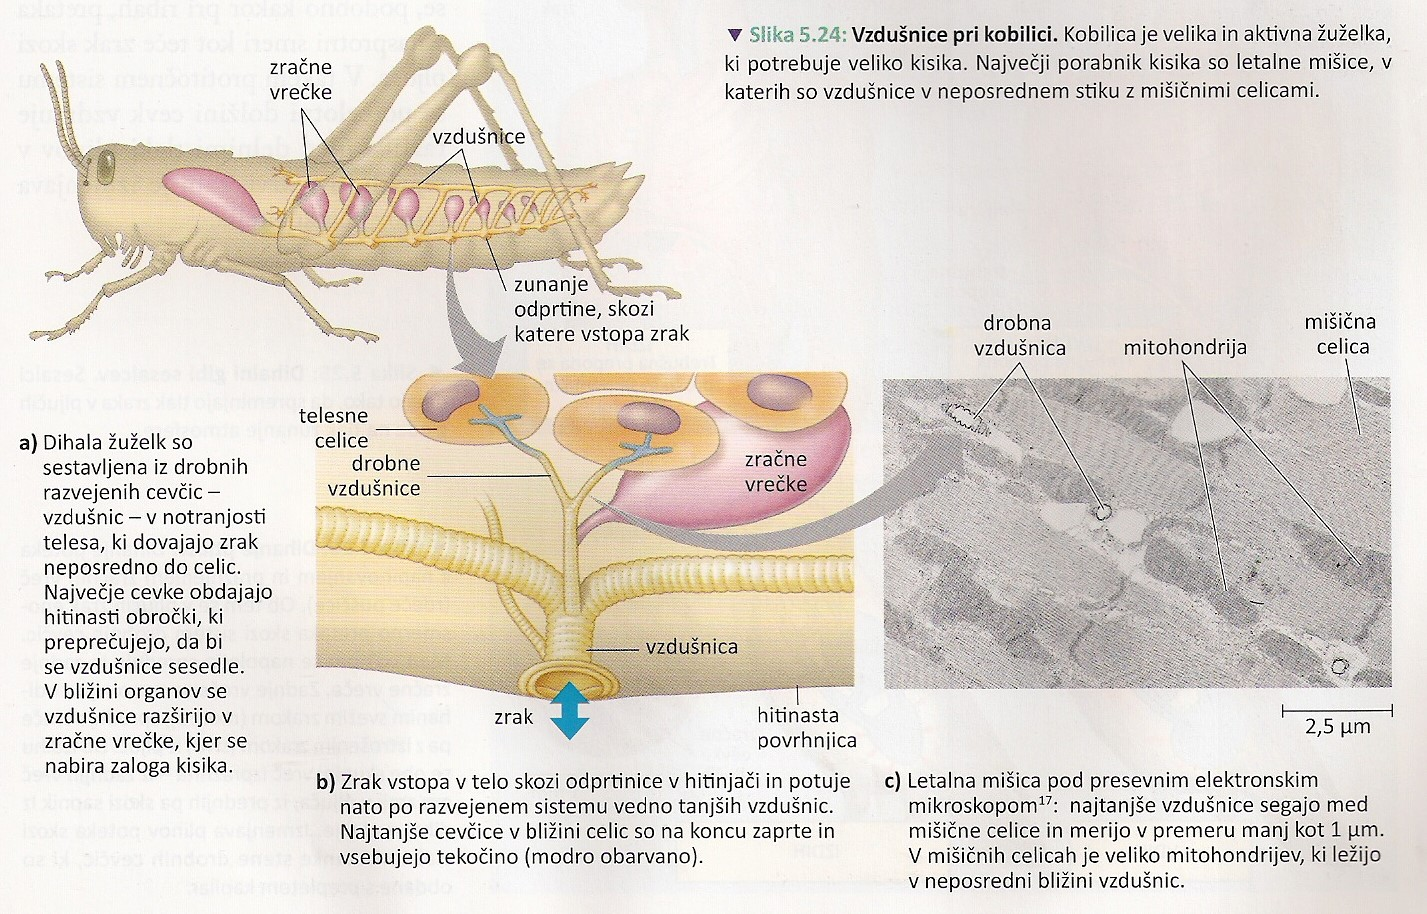 ▼ Slika 5.24: Vzdušnice pri kobilici. Kobilica je velika in aktivna žuželka,
ki potrebuje veliko kisika. Največji porabnik kisika so letalne mišice, v
katerih so vzdušnice v neposrednem stiku z mišičnimi celicami.
zračne
vrečke
vzdušnice
zunanje
odprtine, skozi
katere vstopa zrak
a) Dihala žuželk so
sestavljena iz drobnih
razvejenih cevčic –
vzdušnic – v notranjosti
telesa, ki dovajajo zrak
neposredno do celic.
Največje cevke obdajajo
hitinasti obročki, ki
preprečujejo, da bi
se vzdušnice sesedle.
V bližini organov se
vzdušnice razširijo v
zračne vrečke, kjer se
nabira zaloga kisika.
telesne
celice
drobne
vzdušnice
zračne
vrečke
vzdušnica
zrak
hitinasta
povrhnjica
b) Zrak vstopa v telo skozi odprtinice v hitinjači in potuje
nato po razvejenem sistemu vedno tanjših vzdušnic.
Najtanjše cevčice v bližini celic so na koncu zaprte in
vsebujejo tekočino (modro obarvano).
drobna
vzdušnica
mitohondrija
mišična
celica
2,5 µm
c) Letalna mišica pod presevnim elektronskim
mikroskopom¹⁷: najtanjše vzdušnice segajo med
mišične celice in merijo v premeru manj kot 1 µm.
V mišičnih celicah je veliko mitohondrijev, ki ležijo
v neposredni bližini vzdušnic.